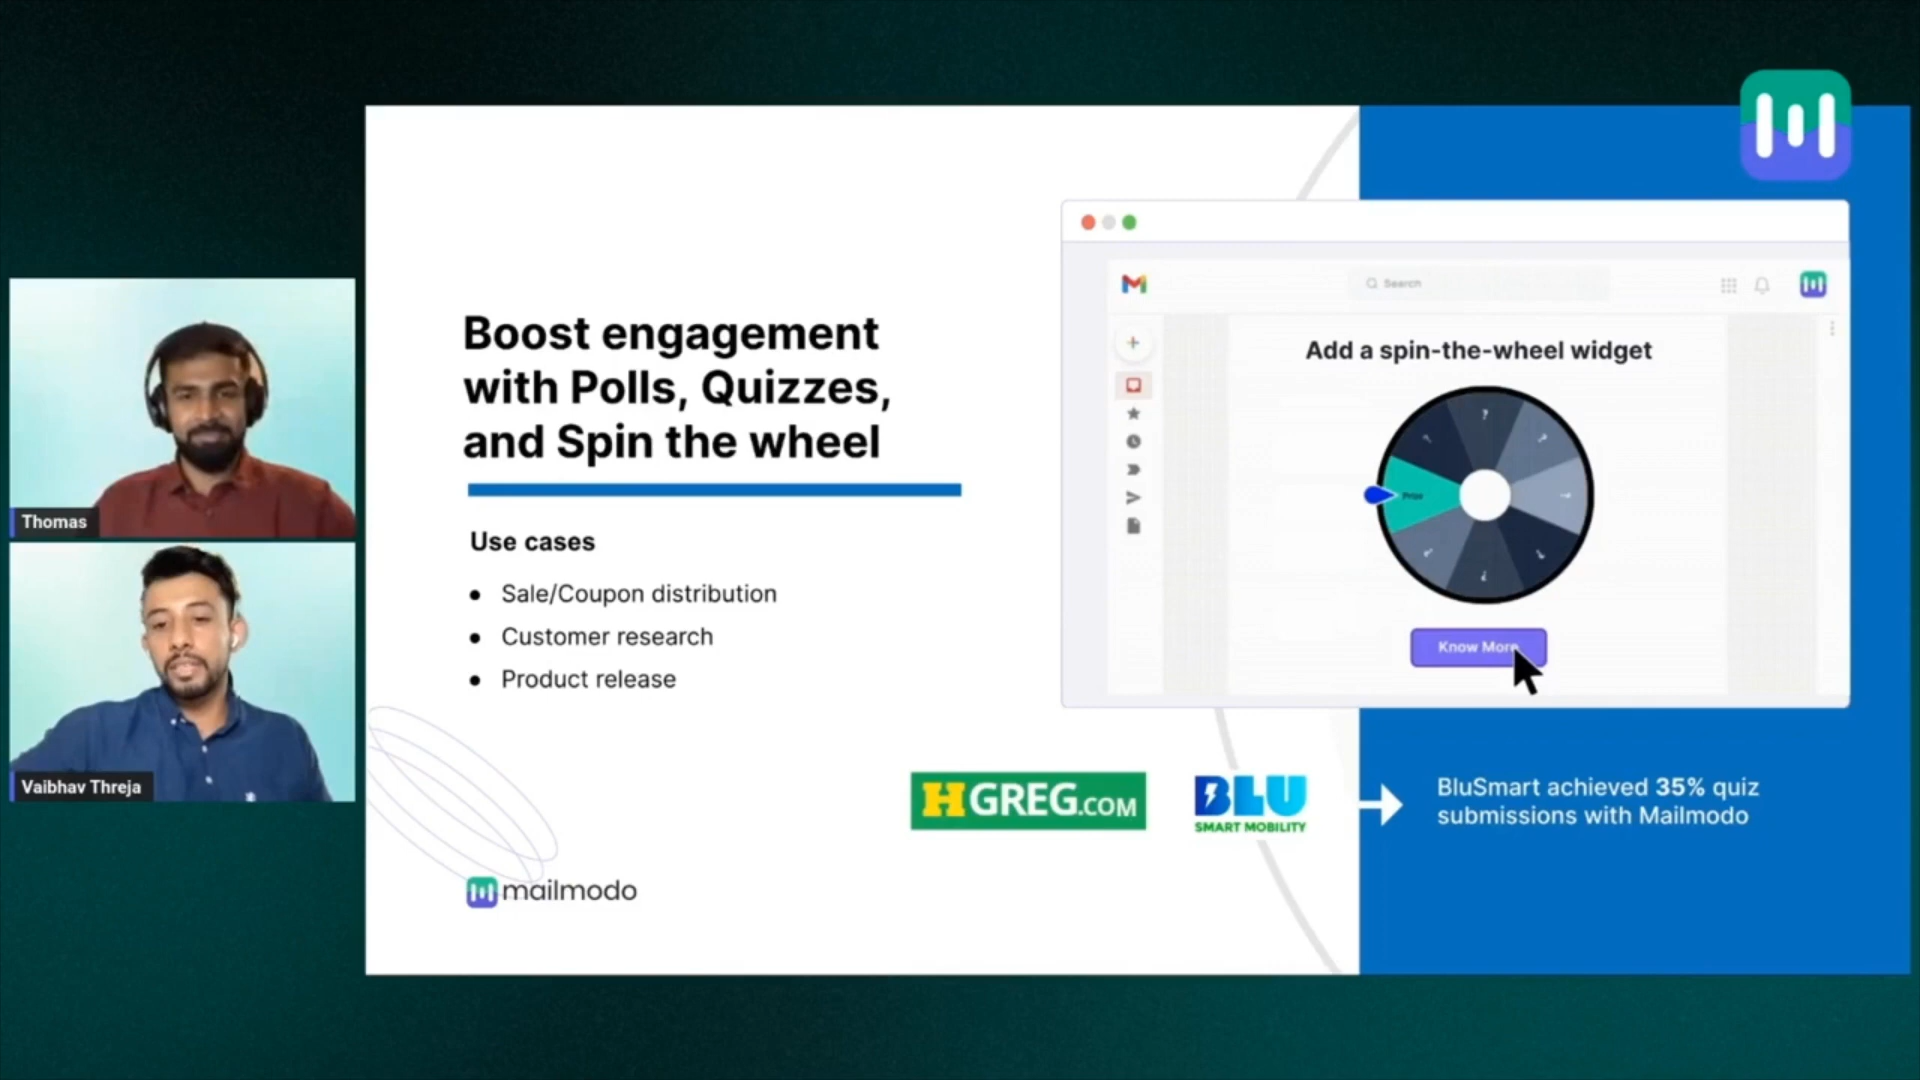 Thomas
Vaibhav Threja
Boost engagement
with Polls, Quizzes,
and Spin the wheel
Use cases
• Sale/Coupon distribution
• Customer research
• Product release
mailmodo
Search
Add a spin-the-wheel widget
Know More
HGREG.COM
BLU
SMART MOBILITY
BluSmart achieved 35% quiz
submissions with Mailmodo